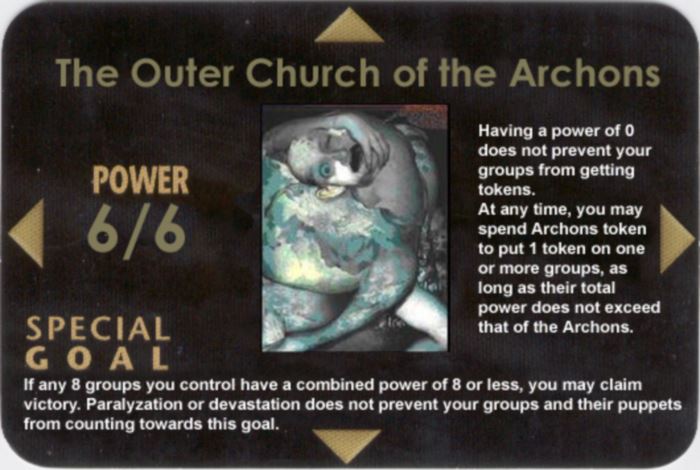 The Outer Church of the Archons
POWER
6/6
Having a power of 0
does not prevent your
groups from getting
tokens.
At any time, you may
spend Archons token
to put 1 token on one
or more groups, as
long as their total
power does not exceed
that of the Archons.
SPECIAL
GOAL
If any 8 groups you control have a combined power of 8 or less, you may claim
victory. Paralyzation or devastation does not prevent your groups and their puppets
from counting towards this goal.